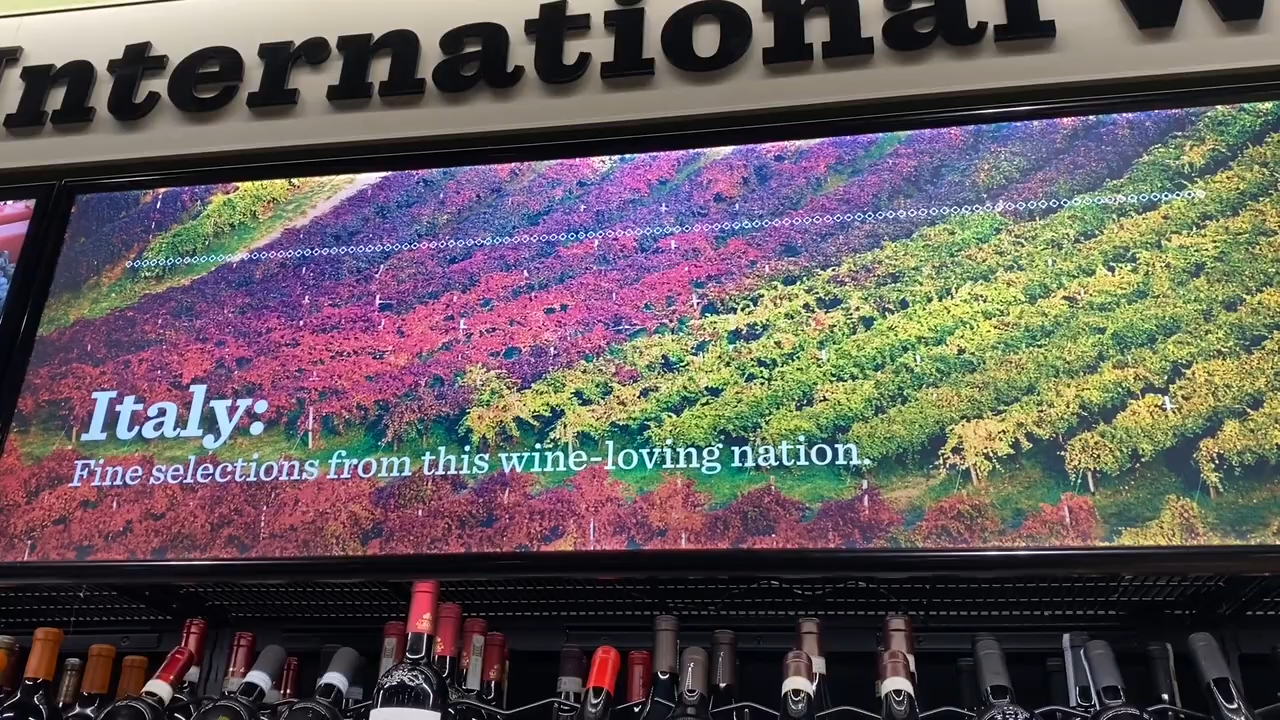 International
Italy:
Fine selections from this wine-loving nation.